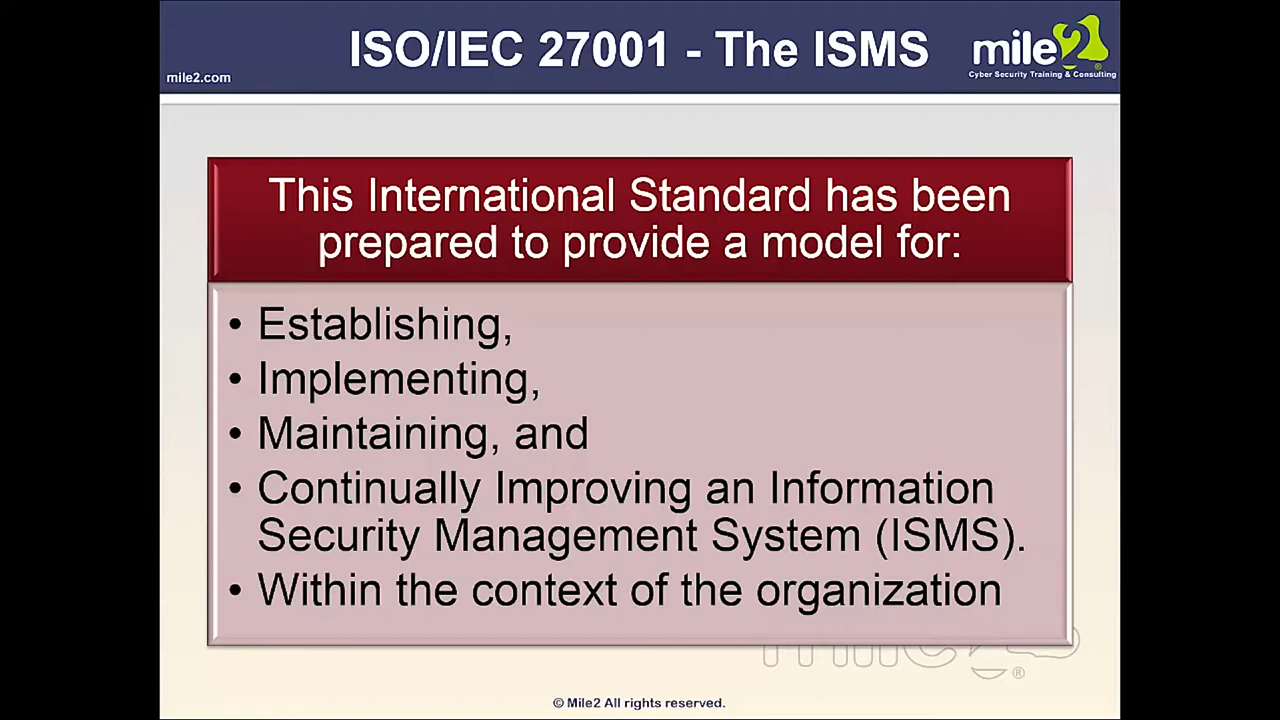 ISO/IEC 27001 - The ISMS
mile2.com
mile2
Cyber Security Training & Consulting
This International Standard has been
prepared to provide a model for:
• Establishing,
• Implementing,
• Maintaining, and
• Continually Improving an Information
Security Management System (ISMS).
• Within the context of the organization
mile2
®
© Mile2 All rights reserved.